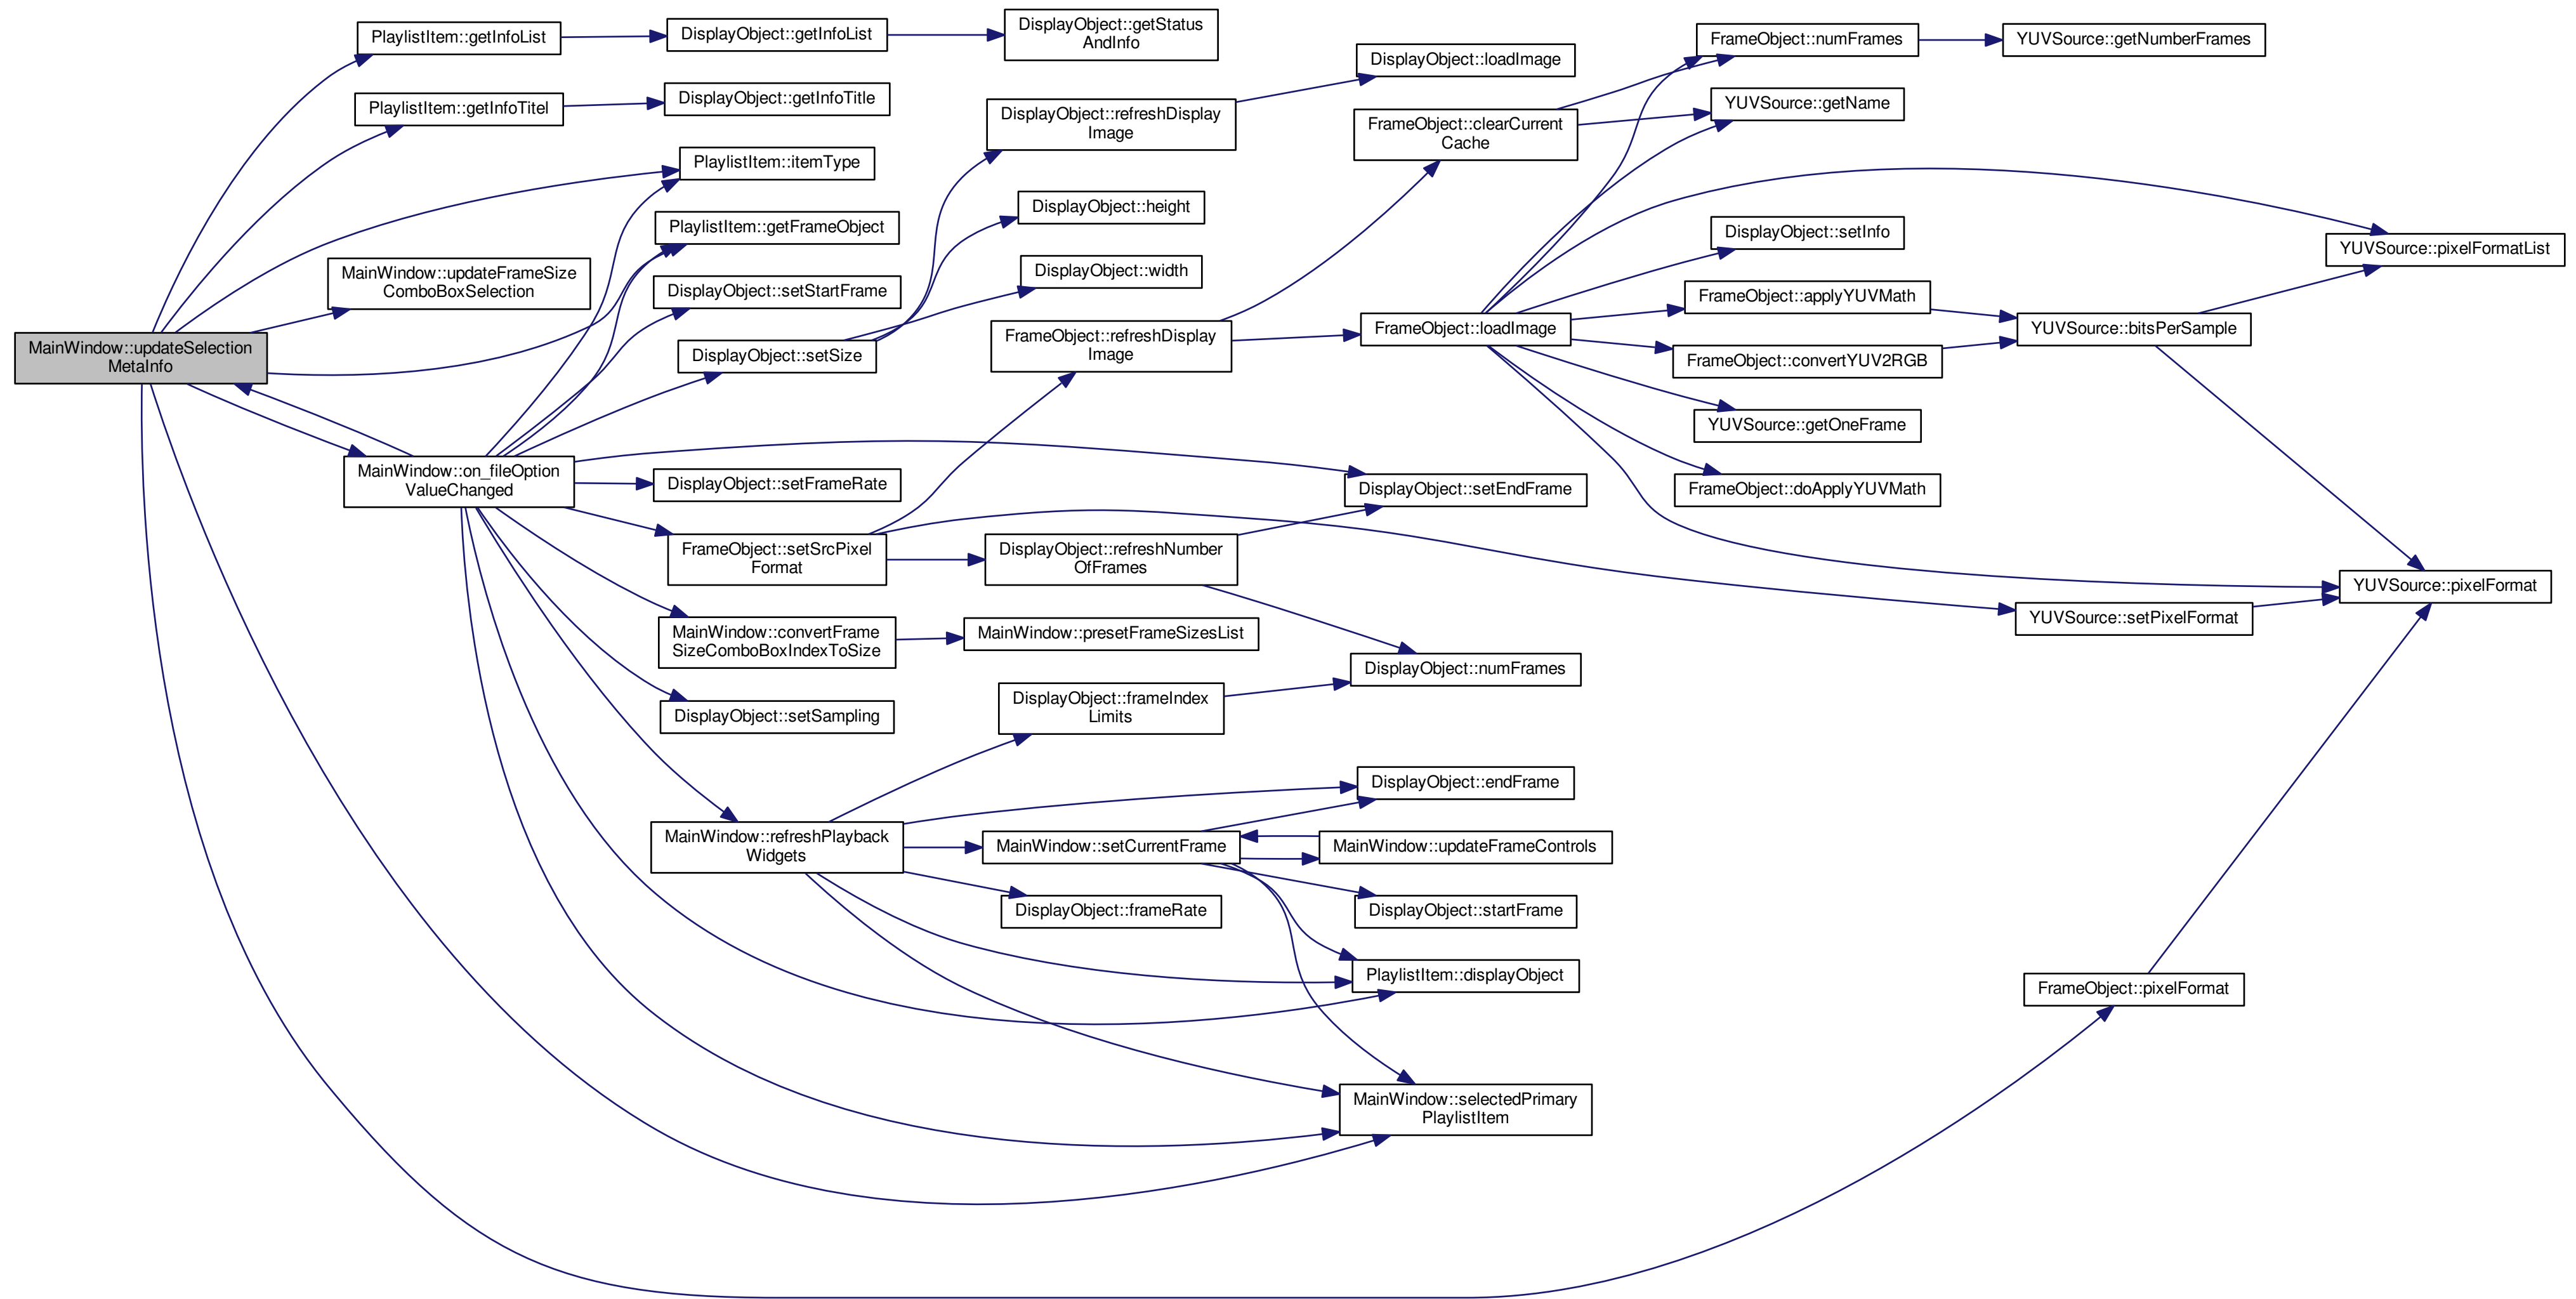 MainWindow::updateSelection
MetaInfo
PlaylistItem::getInfoList
PlaylistItem::getInfoTitel
MainWindow::updateFrameSize
ComboBoxSelection
MainWindow::on_fileOption
ValueChanged
DisplayObject::getInfoList
DisplayObject::getInfoTitle
PlaylistItem::itemType
PlaylistItem::getFrameObject
DisplayObject::setStartFrame
DisplayObject::setSize
DisplayObject::setFrameRate
FrameObject::setSrcPixel
Format
MainWindow::convertFrame
SizeComboBoxIndexToSize
DisplayObject::setSampling
MainWindow::refreshPlayback
Widgets
DisplayObject::getStatus
AndInfo
DisplayObject::refreshDisplay
Image
DisplayObject::height
DisplayObject::width
FrameObject::refreshDisplay
Image
DisplayObject::refreshNumber
OfFrames
MainWindow::presetFrameSizesList
DisplayObject::frameIndex
Limits
MainWindow::setCurrentFrame
DisplayObject::frameRate
DisplayObject::loadImage
FrameObject::clearCurrent
Cache
FrameObject::loadImage
DisplayObject::setEndFrame
DisplayObject::numFrames
DisplayObject::endFrame
MainWindow::updateFrameControls
DisplayObject::startFrame
PlaylistItem::displayObject
MainWindow::selectedPrimary
PlaylistItem
FrameObject::numFrames
YUVSource::getName
DisplayObject::setInfo
FrameObject::applyYUVMath
FrameObject::convertYUV2RGB
YUVSource::getOneFrame
FrameObject::doApplyYUVMath
YUVSource::getNumberFrames
YUVSource::bitsPerSample
YUVSource::setPixelFormat
FrameObject::pixelFormat
YUVSource::pixelFormatList
YUVSource::pixelFormat